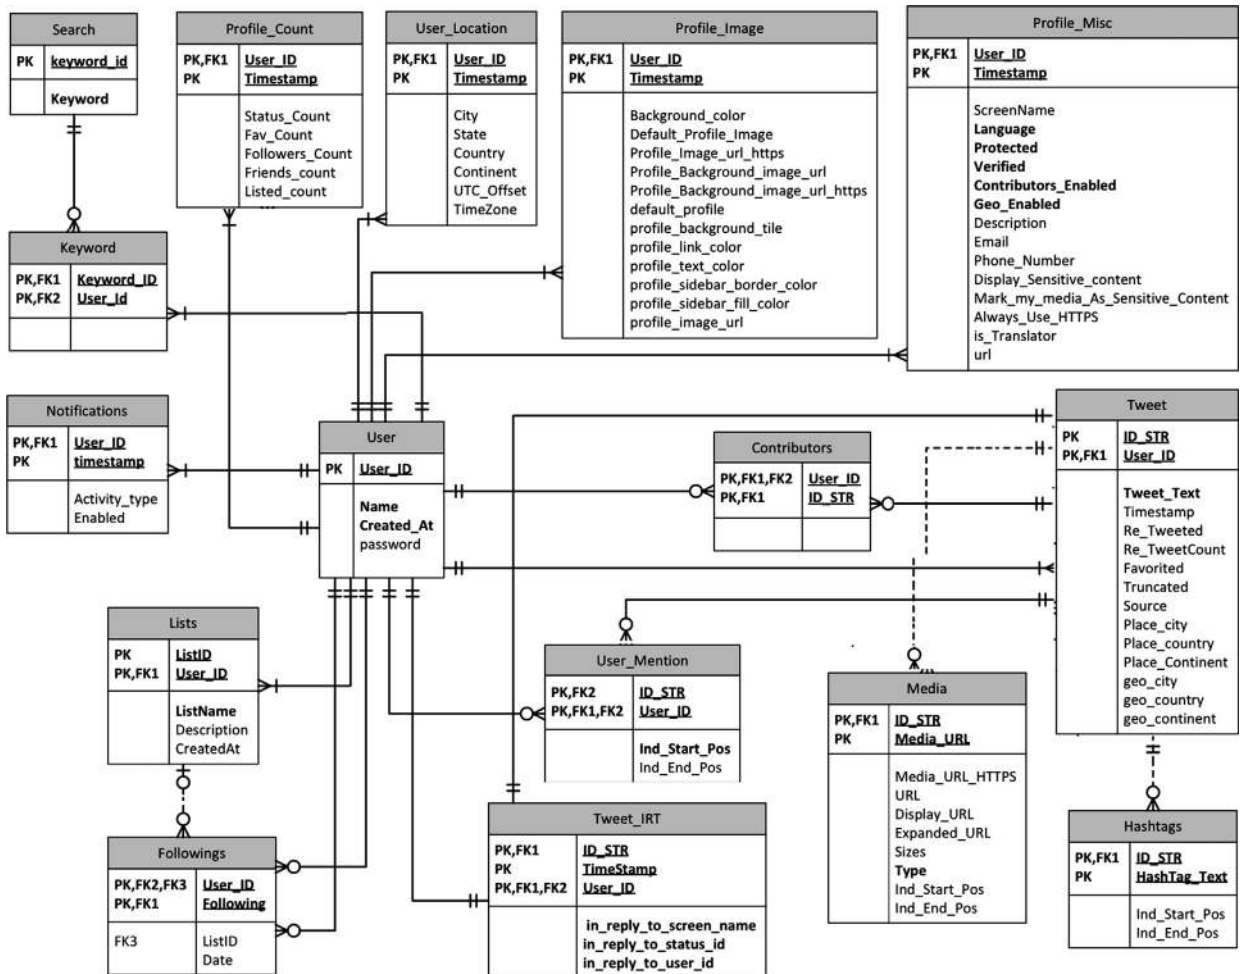 Search
PK keyword_id
Keyword
Profile_Count
PK,FK1 User_ID
PK Timestamp
Status_Count
Fav_Count
Followers_Count
Friends_count
Listed_count
User_Location
PK,FK1 User_ID
PK Timestamp
City
State
Country
Continent
UTC_Offset
TimeZone
Profile_Image
PK,FK1 User_ID
PK Timestamp
Background_color
Default_Profile_Image
Profile_Image_url_https
Profile_Background_image_url
Profile_Background_image_url_https
default_profile
profile_background_tile
profile_link_color
profile_text_color
profile_sidebar_border_color
profile_sidebar_fill_color
profile_image_url
Profile_Misc
PK,FK1 User_ID
PK Timestamp
ScreenName
Language
Protected
Verified
Contributors_Enabled
Geo_Enabled
Description
Email
Phone_Number
Display_Sensitive_content
Mark_my_media_As_Sensitive_Content
Always_Use_HTTPS
is_Translator
url
Keyword
PK,FK1 Keyword_ID
PK,FK2 User_Id
Notifications
PK,FK1 User_ID
PK timestamp
Activity_type
Enabled
User
PK User_ID
Name
Created_At
password
Contributors
PK,FK1,FK2 User_ID
PK,FK1 ID_STR
Tweet
PK ID_STR
PK,FK1 User_ID
Tweet_Text
Timestamp
Re_Tweeted
Re_TweetCount
Favorited
Truncated
Source
Place_city
Place_country
Place_Continent
geo_city
geo_country
geo_continent
Lists
PK ListID
PK,FK1 User_ID
ListName
Description
CreatedAt
User_Mention
PK,FK2 ID_STR
PK,FK1,FK2 User_ID
Ind_Start_Pos
Ind_End_Pos
Media
PK,FK1 ID_STR
PK Media_URL
Media_URL_HTTPS
URL
Display_URL
Expanded_URL
Sizes
Type
Ind_Start_Pos
Ind_End_Pos
Followings
PK,FK2,FK3 User_ID
PK,FK1 Following
FK3 ListID
Date
Tweet_IRT
PK,FK1 ID_STR
PK TimeStamp
PK,FK1,FK2 User_ID
in_reply_to_screen_name
in_reply_to_status_id
in_reply_to_user_id
Hashtags
PK,FK1 ID_STR
PK HashTag_Text
Ind_Start_Pos
Ind_End_Pos